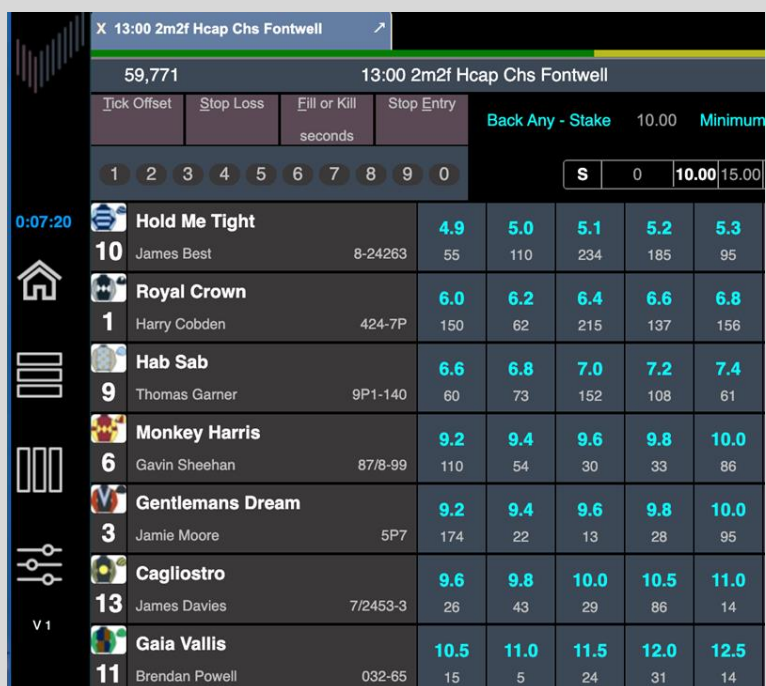 X 13:00 2m2f Hcap Chs Fontwell
59,771 13:00 2m2f Hcap Chs Fontwell
Tick Offset Stop Loss Fill or Kill Stop Entry
seconds
Back Any - Stake 10.00 Minimum
1 2 3 4 5 6 7 8 9 0
S 0 10.00 15.00
0:07:20
Hold Me Tight 4.9 5.0 5.1 5.2 5.3
10 James Best 8-24263 55 110 234 185 95
Royal Crown 6.0 6.2 6.4 6.6 6.8
1 Harry Cobden 424-7P 150 62 215 137 156
Hab Sab 6.6 6.8 7.0 7.2 7.4
9 Thomas Garner 9P1-140 60 73 152 108 61
Monkey Harris 9.2 9.4 9.6 9.8 10.0
6 Gavin Sheehan 87/8-99 110 54 30 33 86
Gentlemans Dream 9.2 9.4 9.6 9.8 10.0
3 Jamie Moore 5P7 174 22 13 28 95
Cagliostro 9.6 9.8 10.0 10.5 11.0
13 James Davies 7/2453-3 26 43 29 86 14
V 1
Gaia Vallis 10.5 11.0 11.5 12.0 12.5
11 Brendan Powell 032-65 15 5 24 31 14